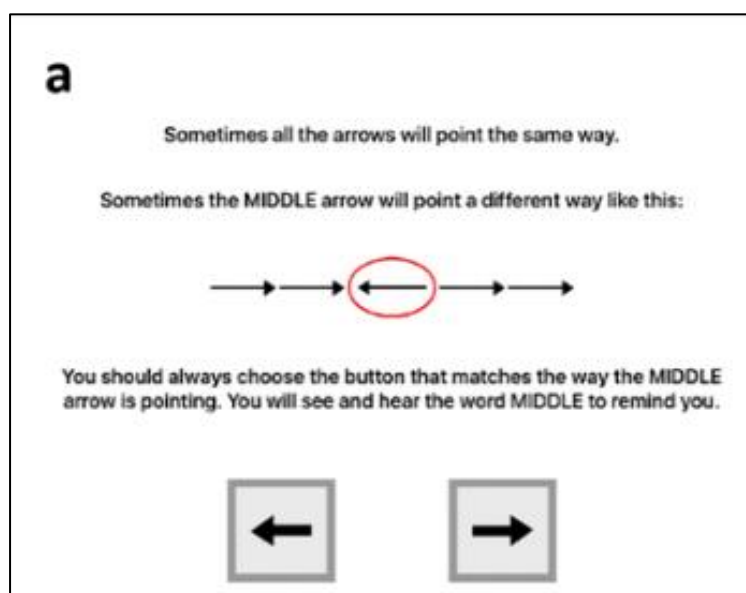 a
Sometimes all the arrows will point the same way.
Sometimes the MIDDLE arrow will point a different way like this:
You should always choose the button that matches the way the MIDDLE
arrow is pointing. You will see and hear the word MIDDLE to remind you.